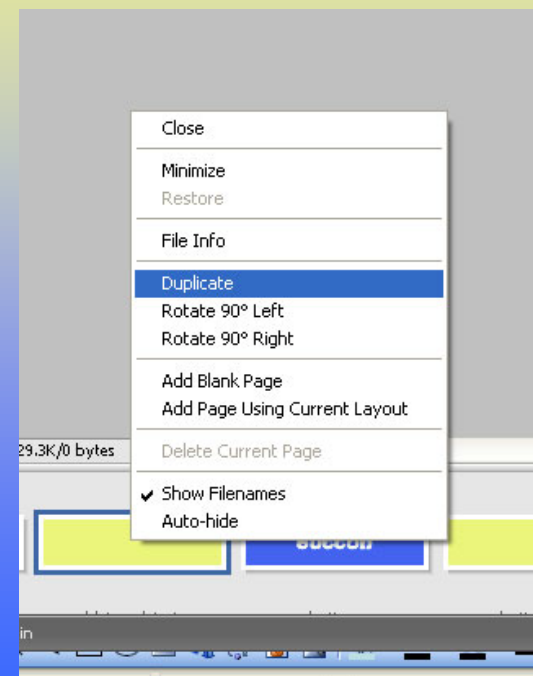 Close
Minimize
Restore
File Info
Duplicate
Rotate 90° Left
Rotate 90° Right
Add Blank Page
Add Page Using Current Layout
29.3K/0 bytes
Delete Current Page
Show Filenames
Auto-hide
in